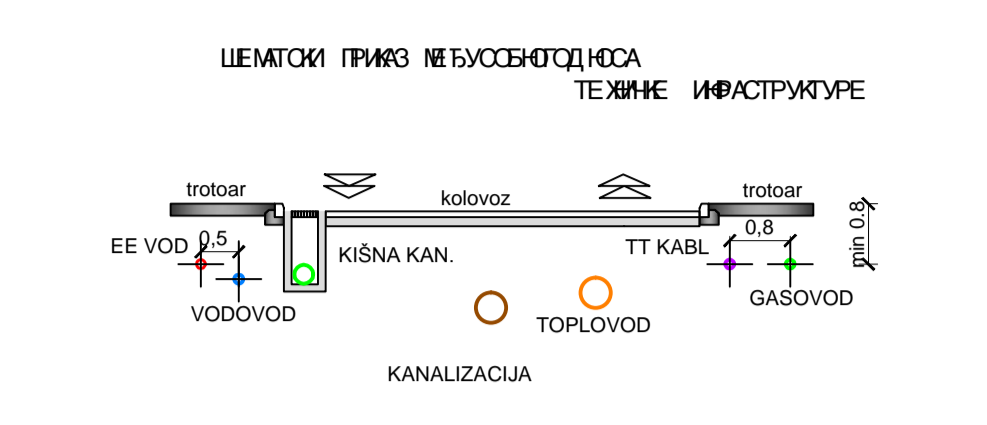 ШЕМАТСКИ ПРИКАЗ МЕЂУСОБНОГ ОДНОСА
ТЕХНИЧКЕ ИНФРАСТРУКТУРЕ
trotoar
kolovoz
trotoar
EE VOD
0,5
KIŠNA KAN.
TT KABL
0,8
min 0.8
VODOVOD
GASOVOD
TOPLOVOD
KANALIZACIJA